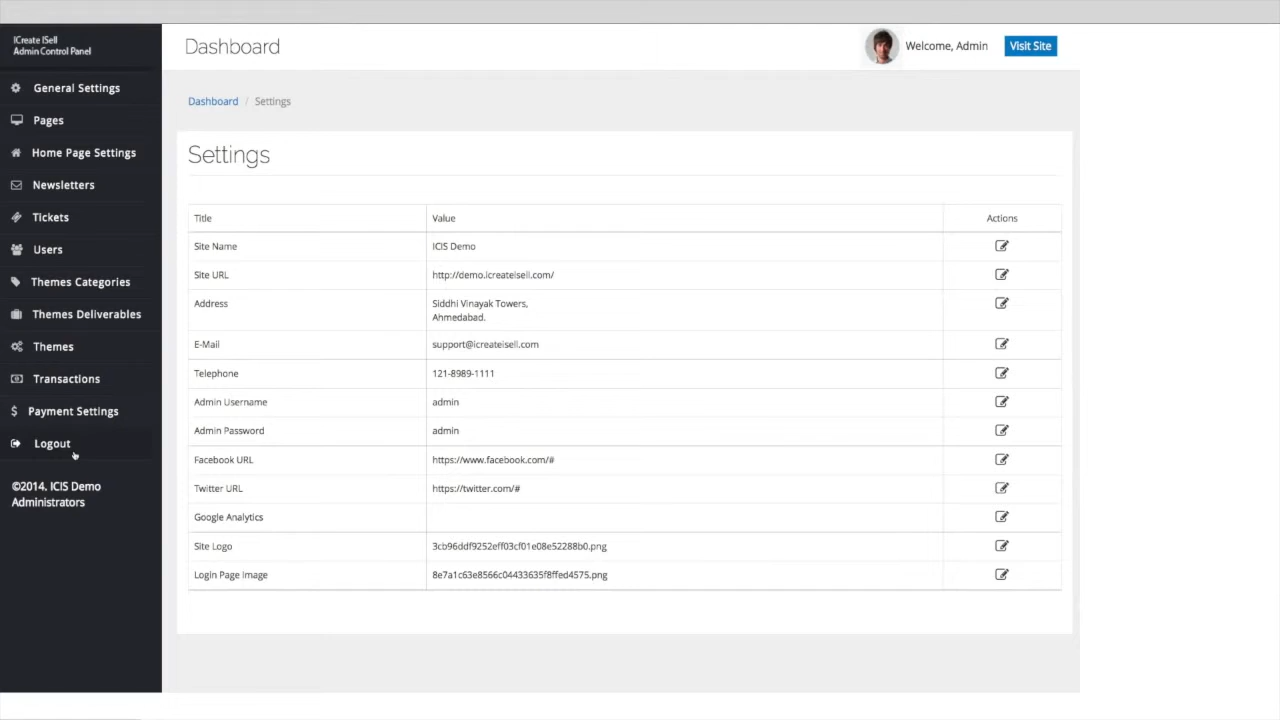 ICreate ISell
Admin Control Panel
General Settings
Pages
Home Page Settings
Newsletters
Tickets
Users
Themes Categories
Themes Deliverables
Themes
Transactions
Payment Settings
Logout
©2014. ICIS Demo
Administrators
Dashboard
Welcome, Admin
Visit Site
Dashboard / Settings
Settings
Title Value Actions
Site Name ICIS Demo
Site URL http://demo.icreateisell.com/
Address Siddhi Vinayak Towers,
Ahmedabad.
E-Mail support@icreateisell.com
Telephone 121-8989-1111
Admin Username admin
Admin Password admin
Facebook URL https://www.facebook.com/#
Twitter URL https://twitter.com/#
Google Analytics
Site Logo 3cb96ddf9252eff03cf01e08e52288b0.png
Login Page Image 8e7a1c63e8566c04433635f8ffed4575.png